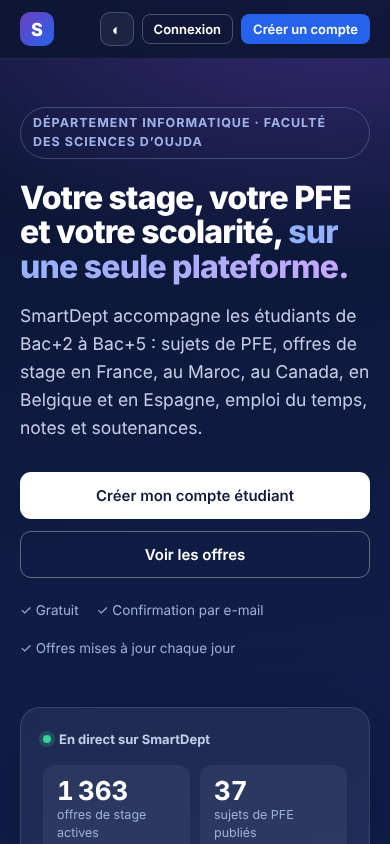 S
Connexion
Créer un compte
DÉPARTEMENT INFORMATIQUE · FACULTÉ
DES SCIENCES D’OUJDA
Votre stage, votre PFE
et votre scolarité, sur
une seule plateforme.
SmartDept accompagne les étudiants de
Bac+2 à Bac+5 : sujets de PFE, offres de
stage en France, au Maroc, au Canada, en
Belgique et en Espagne, emploi du temps,
notes et soutenances.
Créer mon compte étudiant
Voir les offres
✓ Gratuit ✓ Confirmation par e-mail
✓ Offres mises à jour chaque jour
En direct sur SmartDept
1 363
offres de stage
actives
37
sujets de PFE
publiés